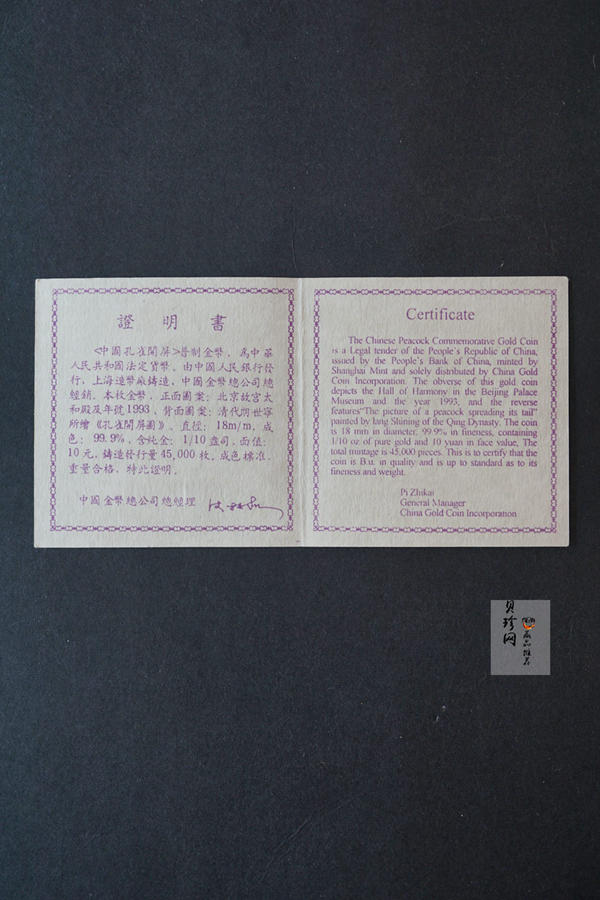 證明書
<中國孔雀開屏>普制金幣，爲中華
人民共和國法定貨幣。由中國人民銀行發
行，上海造幣廠鑄造，中國金幣總公司總
經銷。本枚金幣，正面圖案：北京故宮太
和殿及年號1993，背面圖案：清代郎世寧
所繪《孔雀開屏圖》。直徑：18m/m，成
色：99.9%，含純金：1/10盎司，面值：
10元，鑄造發行量45,000枚，成色標準、
重量合格、特此證明。
中國金幣總公司總經理
Certificate
The Chinese Peacock Commemorative Gold Coin
is a Legal tender of the People's Republic of China,
issued by the People's Bank of China, minted by
Shanghai Mint and solely distributed by China Gold
Coin Incorporation. The obverse of this gold coin
depicts the Hall of Harmony in the Beijing Palace
Museum and the year 1993, and the reverse
features"The picture of a peacock spreading its tail"
painted by lang Shining of the Qing Dynasty. The coin
is 18 mm in diameter, 99.9% in fineness, containing
1/10 oz of pure gold and 10 yuan in face value, The
total mintage is 45,000 pieces. This is to certify that the
coin is B.u. in quality and is up to standard as to its
fineness and weight.
Pi Zhikai
General Manager
China Gold Coin Incorporation
贝珍网
藏品推荐